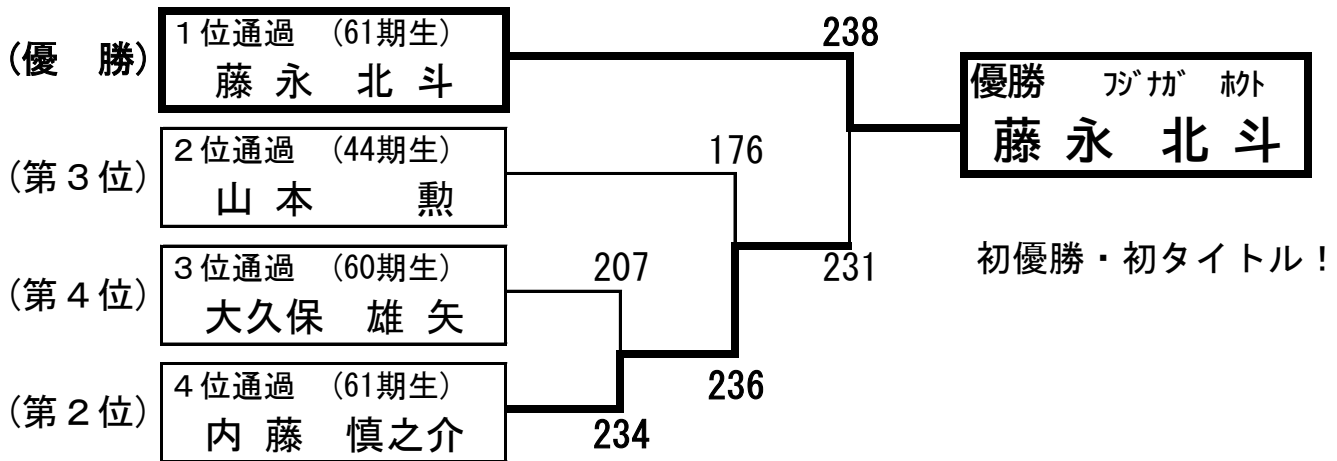 (優　勝)
1位通過　(61期生)
藤 永　北 斗
238
優勝　ﾌｼﾞﾅｶﾞ　ﾎｸﾄ
藤 永　北 斗
(第３位)
２位通過　(44期生)
山 本　　勲
176
(第４位)
３位通過　(60期生)
大久保　雄 矢
207
231
初優勝・初タイトル！
(第２位)
４位通過　(61期生)
内 藤　慎之介
236
234